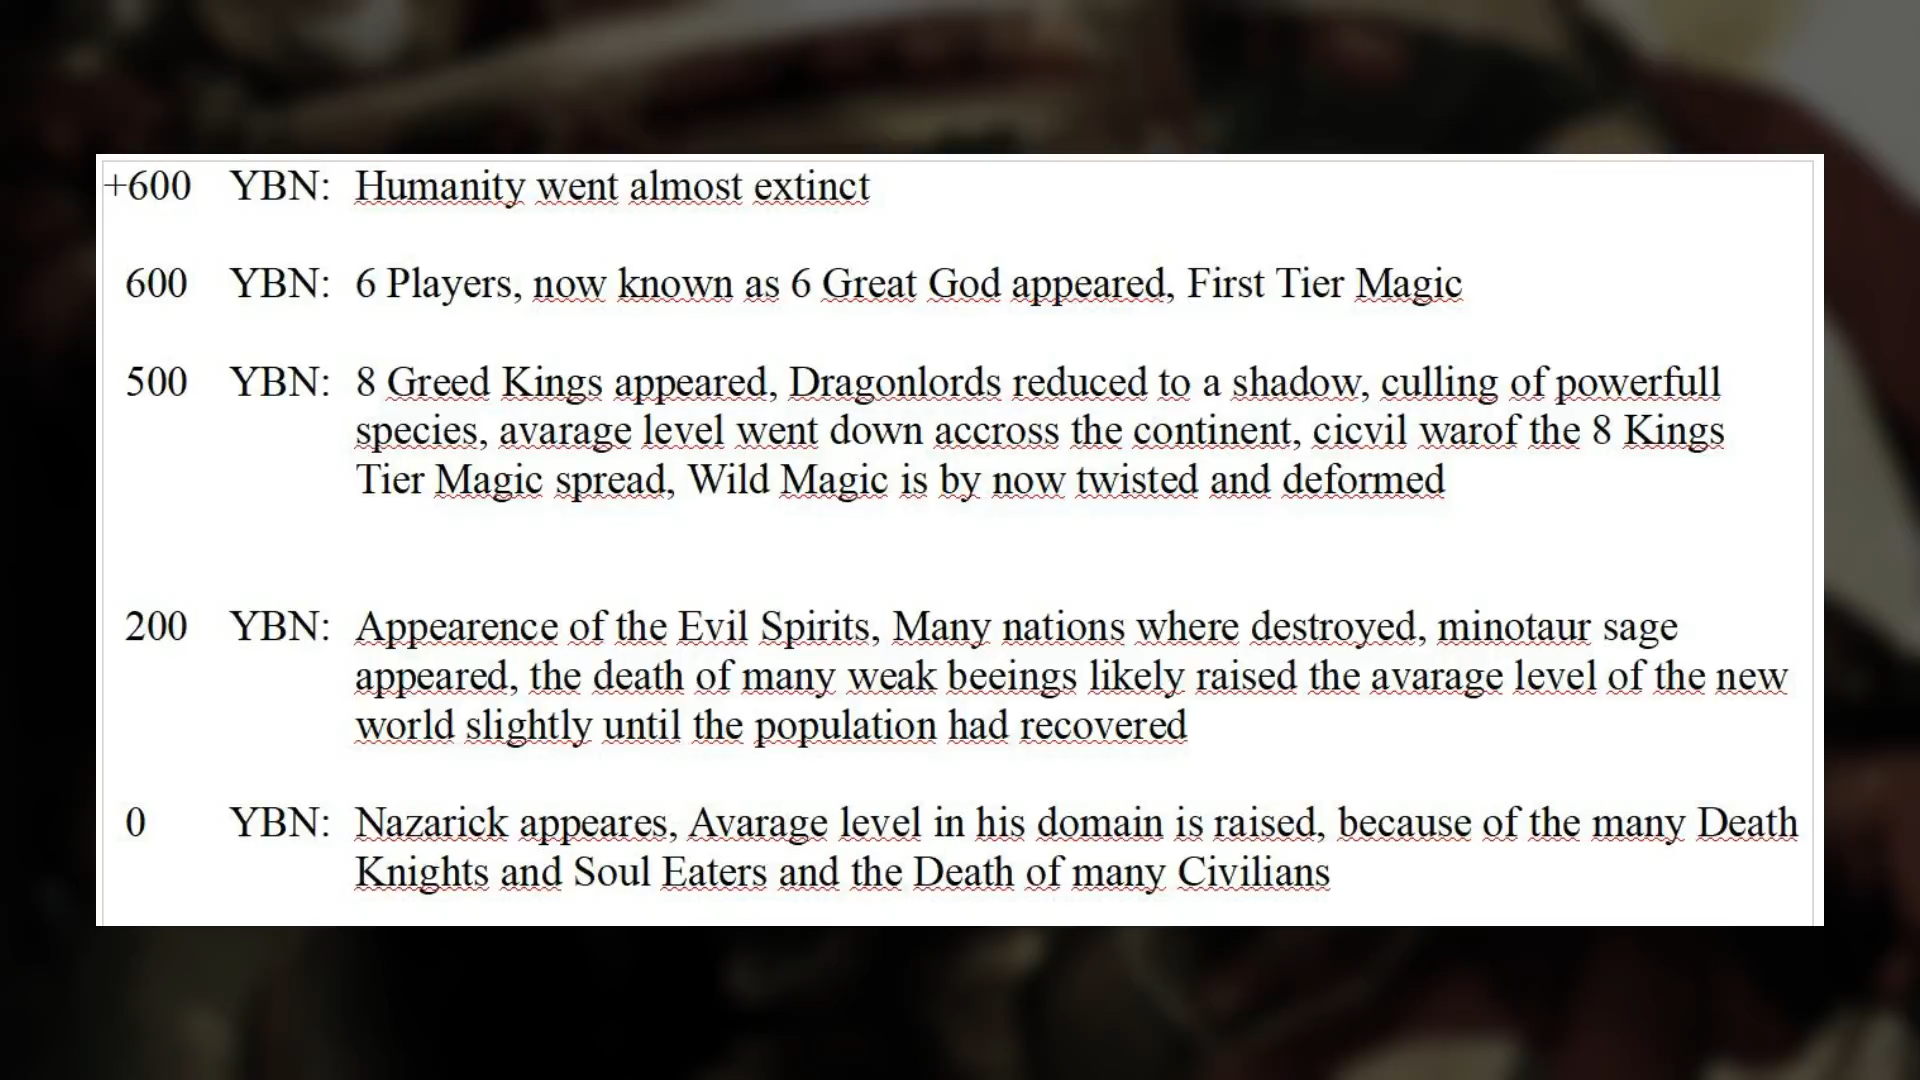 +600 YBN: Humanity went almost extinct
600 YBN: 6 Players, now known as 6 Great God appeared, First Tier Magic
500 YBN: 8 Greed Kings appeared, Dragonlords reduced to a shadow, culling of powerfull
species, avarage level went down accross the continent, cicvil warof the 8 Kings
Tier Magic spread, Wild Magic is by now twisted and deformed
200 YBN: Appearence of the Evil Spirits, Many nations where destroyed, minotaur sage
appeared, the death of many weak beeings likely raised the avarage level of the new
world slightly until the population had recovered
0 YBN: Nazarick appeares, Avarage level in his domain is raised, because of the many Death
Knights and Soul Eaters and the Death of many Civilians